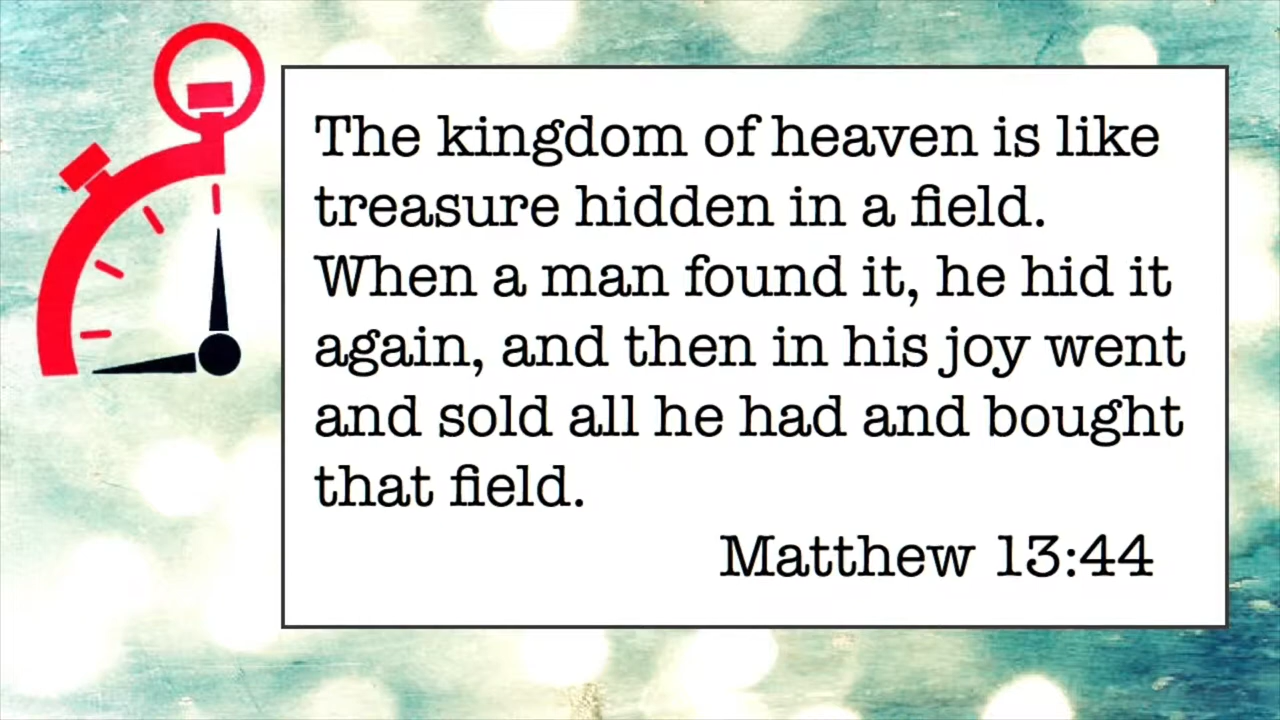 The kingdom of heaven is like
treasure hidden in a field.
When a man found it, he hid it
again, and then in his joy went
and sold all he had and bought
that field.
Matthew 13:44